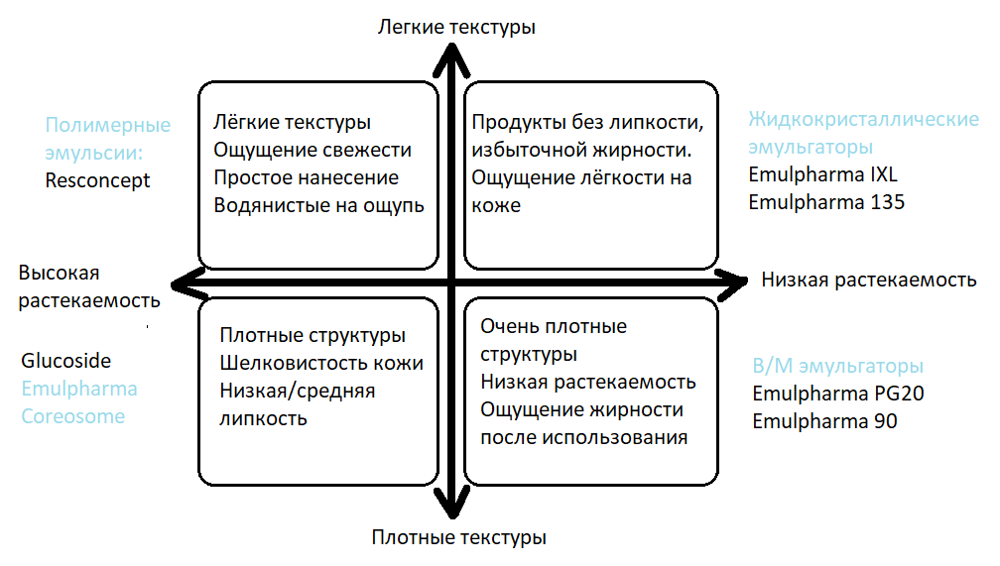 Легкие текстуры
Полимерные
эмульсии:
Resconcept
Лёгкие текстуры
Ощущение свежести
Простое нанесение
Водянистые на ощупь
Продукты без липкости,
избыточной жирности.
Ощущение лёгкости на
коже
Жидкокристаллические
эмульгаторы
Emulpharma IXL
Emulpharma 135
Высокая
растекаемость
Низкая растекаемость
Glucoside
Emulpharma
Coreosome
Плотные структуры
Шелковистость кожи
Низкая/средняя
липкость
Очень плотные
структуры
Низкая растекаемость
Ощущение жирности
после использования
В/М эмульгаторы
Emulpharma PG20
Emulpharma 90
Плотные текстуры